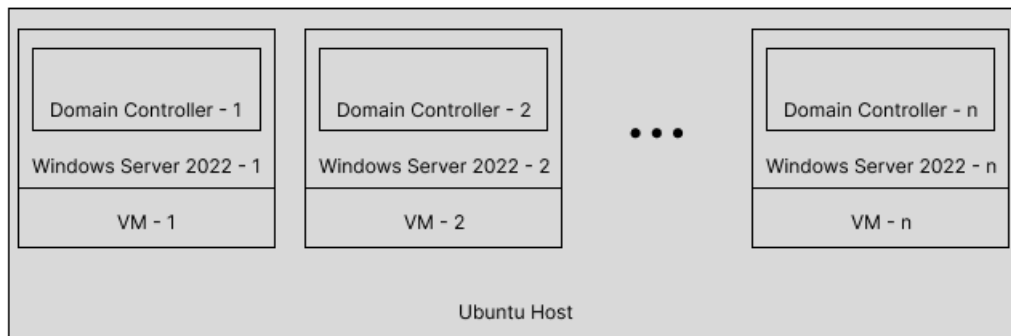 Domain Controller - 1
Windows Server 2022 - 1
VM - 1
Domain Controller - 2
Windows Server 2022 - 2
VM - 2
Domain Controller - n
Windows Server 2022 - n
VM - n
Ubuntu Host